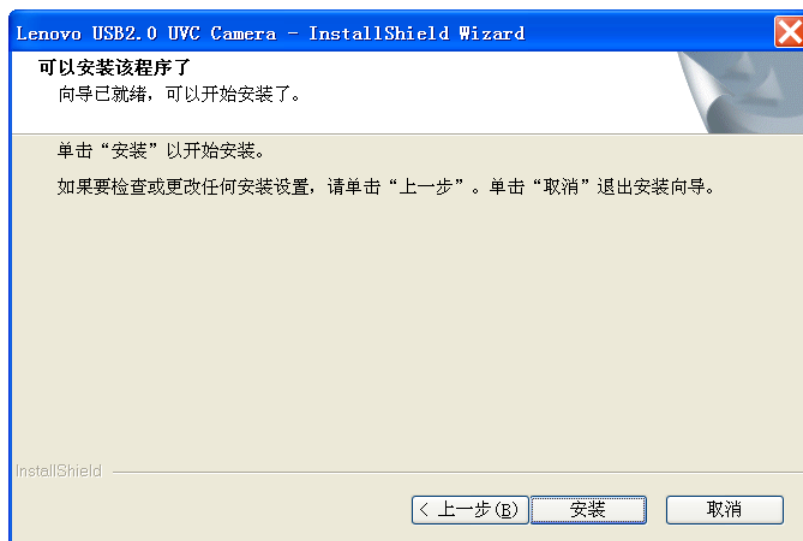 Lenovo USB2.0 UVC Camera - InstallShield Wizard
可以安装该程序了
向导已就绪，可以开始安装了。
单击“安装”以开始安装。
如果要检查或更改任何安装设置，请单击“上一步”。单击“取消”退出安装向导。
InstallShield
< 上一步(B) 安装 取消